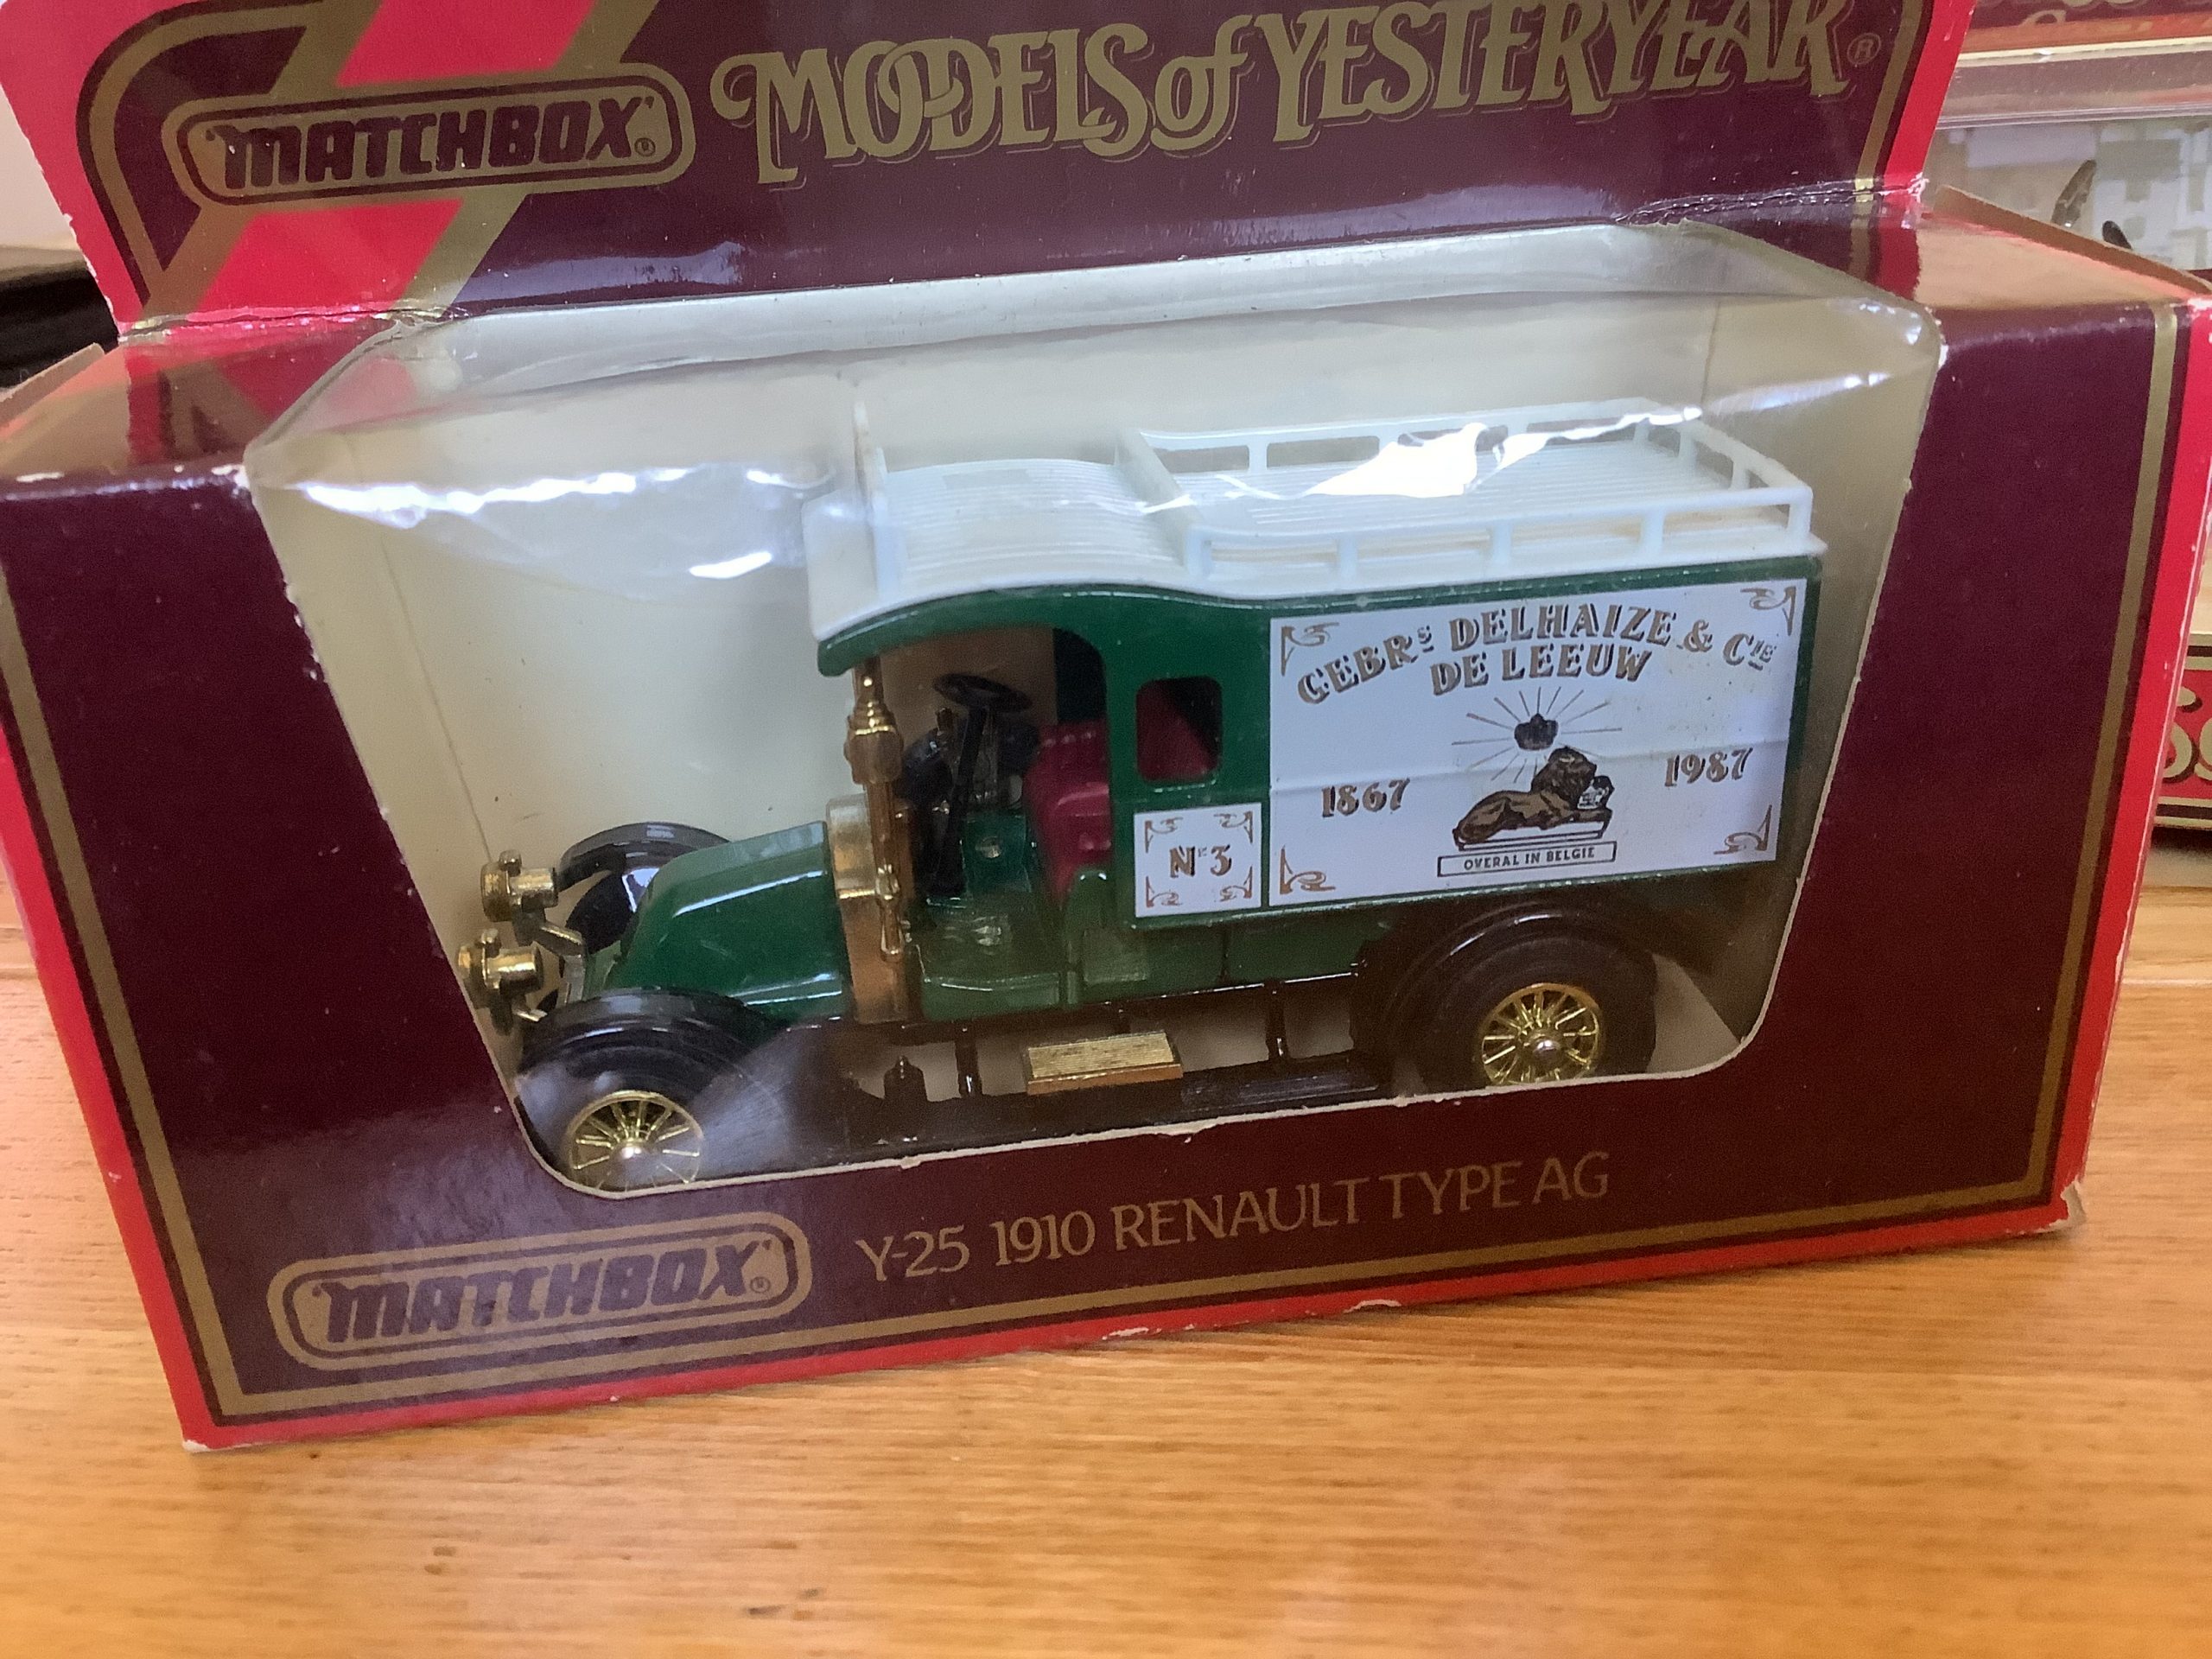 MATCHBOX®
MODELS of YESTERYEAR®
GEBRS DELHAIZE & CIE
DE LEEUW
1867 1987
OVERAL IN BELGIE
No 3
MATCHBOX®
Y-25 1910 RENAULT TYPE AG